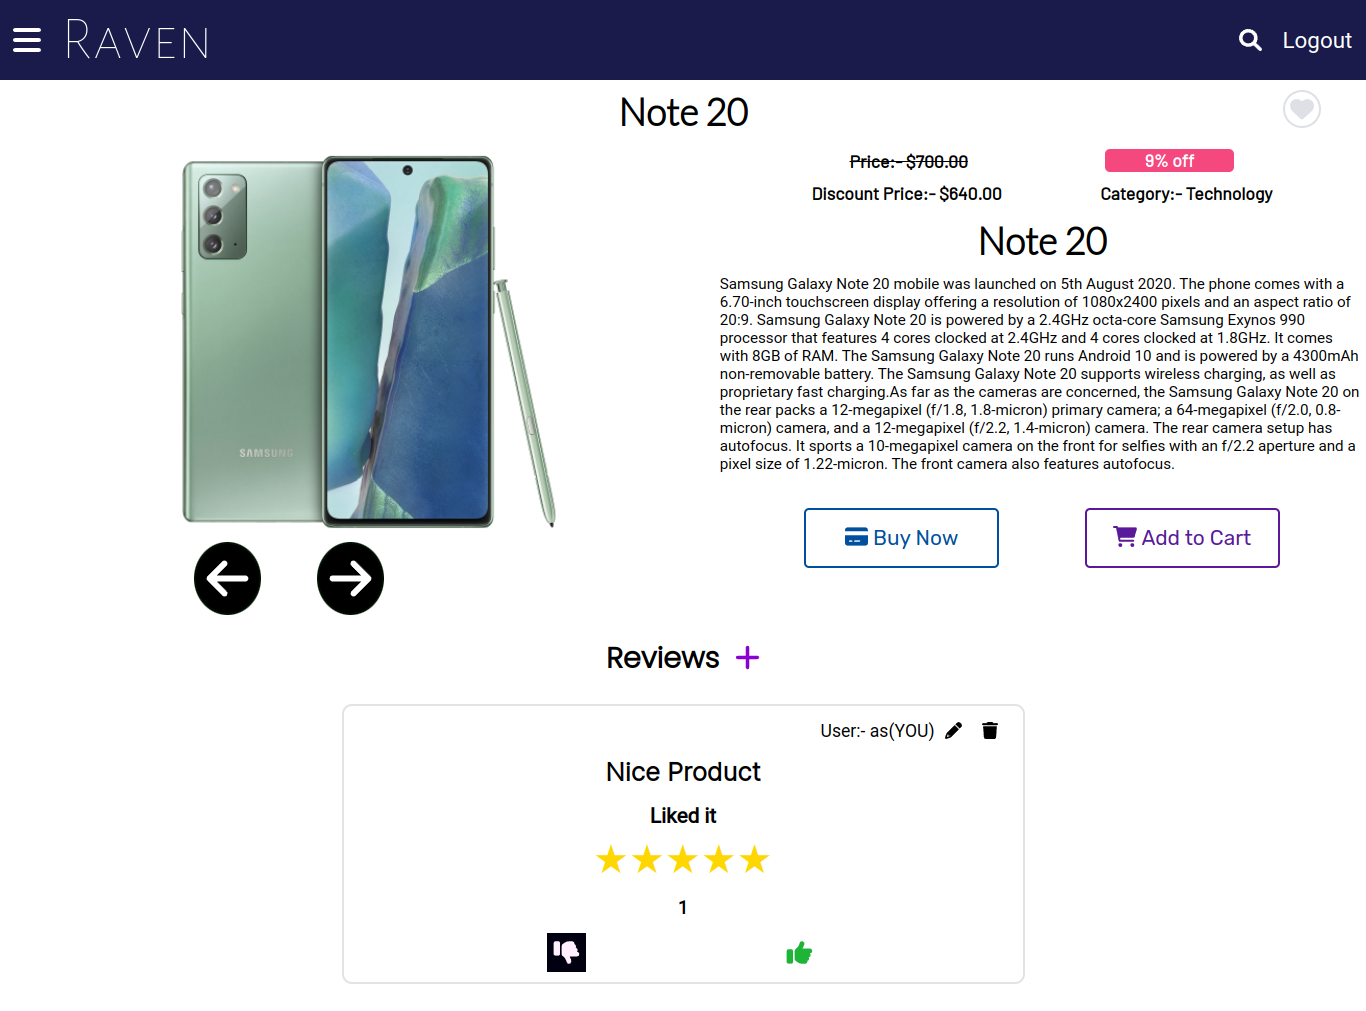 RAVEN
Logout
Note 20
Price:- $700.00
9% off
Discount Price:- $640.00
Category:- Technology
SAMSUNG
Note 20
Samsung Galaxy Note 20 mobile was launched on 5th August 2020. The phone comes with a
6.70-inch touchscreen display offering a resolution of 1080x2400 pixels and an aspect ratio of
20:9. Samsung Galaxy Note 20 is powered by a 2.4GHz octa-core Samsung Exynos 990
processor that features 4 cores clocked at 2.4GHz and 4 cores clocked at 1.8GHz. It comes
with 8GB of RAM. The Samsung Galaxy Note 20 runs Android 10 and is powered by a 4300mAh
non-removable battery. The Samsung Galaxy Note 20 supports wireless charging, as well as
proprietary fast charging.As far as the cameras are concerned, the Samsung Galaxy Note 20 on
the rear packs a 12-megapixel (f/1.8, 1.8-micron) primary camera; a 64-megapixel (f/2.0, 0.8-
micron) camera, and a 12-megapixel (f/2.2, 1.4-micron) camera. The rear camera setup has
autofocus. It sports a 10-megapixel camera on the front for selfies with an f/2.2 aperture and a
pixel size of 1.22-micron. The front camera also features autofocus.
Buy Now
Add to Cart
Reviews
User:- as(YOU)
Nice Product
Liked it
1